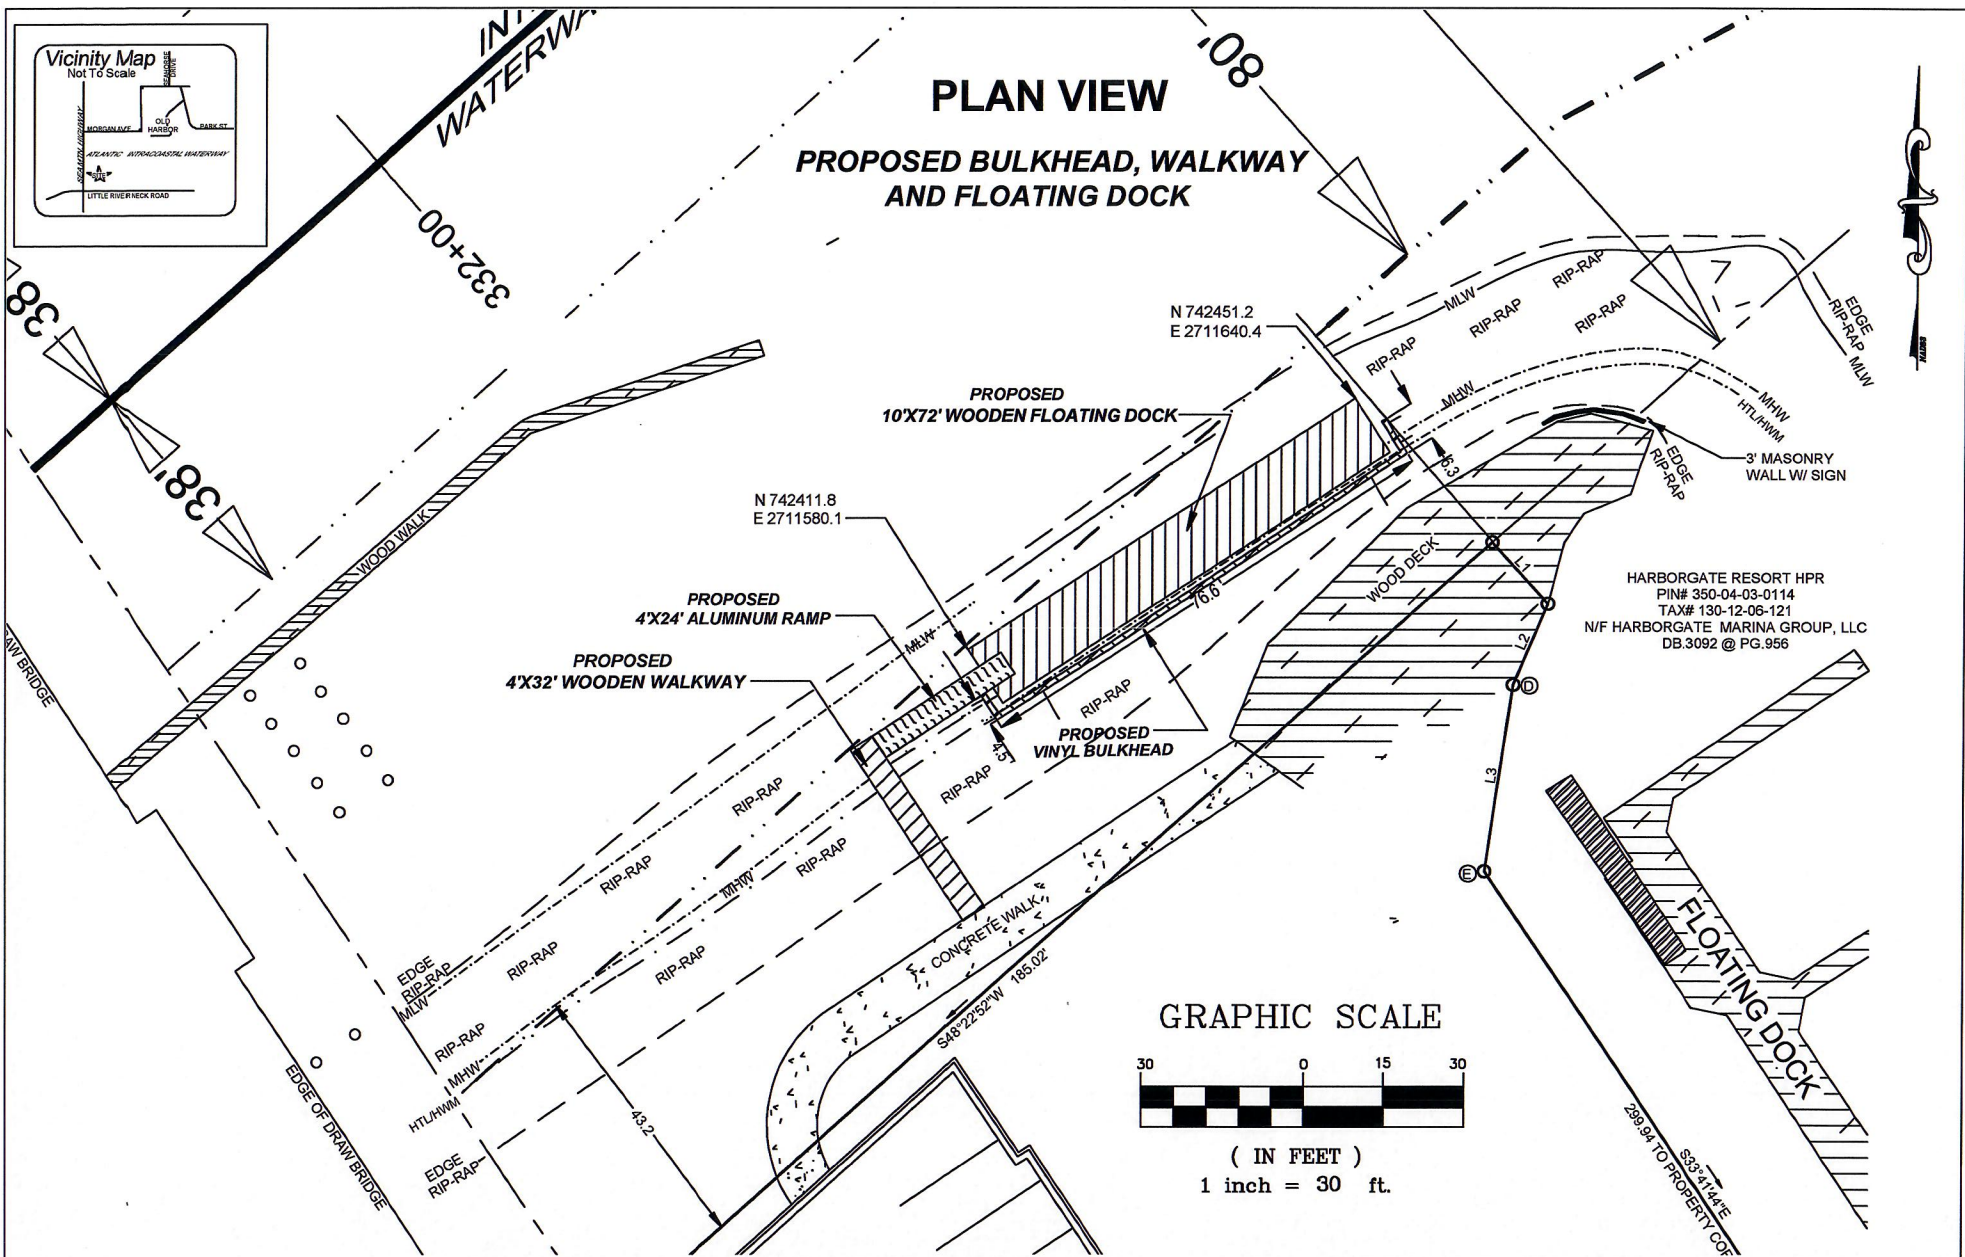 Vicinity Map
Not To Scale
SEAHORSE
DRIVE
SEA MTN HIGHWAY
MORGAN AVE
OLD
HARBOR
PARK ST
ATLANTIC INTRACOASTAL WATERWAY
SITE
LITTLE RIVER NECK ROAD
WATERWA
PLAN VIEW
PROPOSED BULKHEAD, WALKWAY
AND FLOATING DOCK
80'
332+00
38'
38'
NAD83
N 742451.2
E 2711640.4
PROPOSED
10'X72' WOODEN FLOATING DOCK
N 742411.8
E 2711580.1
PROPOSED
4'X24' ALUMINUM RAMP
PROPOSED
4'X32' WOODEN WALKWAY
WOOD WALK
MLW
RIP-RAP
RIP-RAP
RIP-RAP
RIP-RAP
EDGE
RIP-RAP
MLW
MHW
MHW
HTL/HWM
3' MASONRY
WALL W/ SIGN
EDGE
RIP-RAP
6.3
76.6'
WOOD DECK
L1
L2
D
L3
E
HARBORGATE RESORT HPR
PIN# 350-04-03-0114
TAX# 130-12-06-121
N/F HARBORGATE MARINA GROUP, LLC
DB.3092 @ PG.956
MLW
RIP-RAP
PROPOSED
VINYL BULKHEAD
4.5
RIP-RAP
RIP-RAP
RIP-RAP
RIP-RAP
MHW
RIP-RAP
RIP-RAP
EDGE
RIP-RAP
MLW
RIP-RAP
MHW
HTL/HWM
EDGE
RIP-RAP
43.2
CONCRETE WALK
S48°22'52"W 185.02'
RAW BRIDGE
EDGE OF DRAW BRIDGE
FLOATING DOCK
S33°41'44"E
299.94 TO PROPERTY COR
GRAPHIC SCALE
30 0 15 30
( IN FEET )
1 inch = 30 ft.